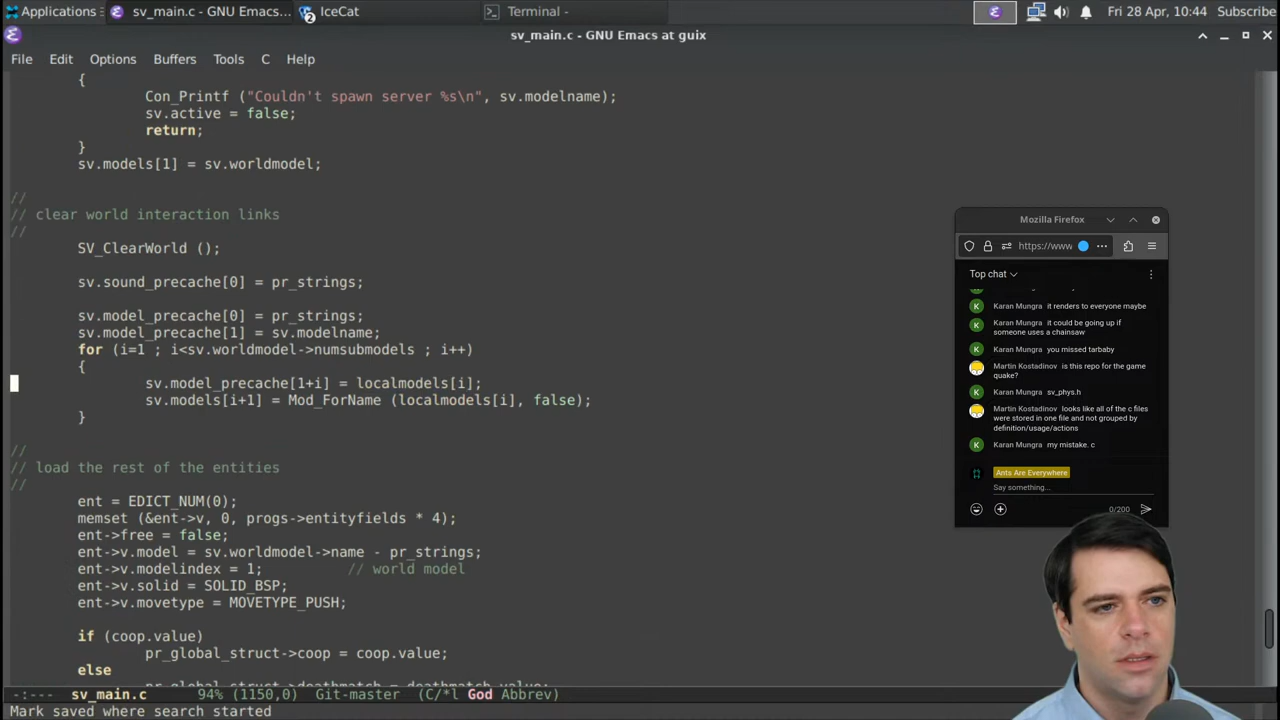 Applications
sv_main.c - GNU Emacs...
2
IceCat
Terminal -
Fri 28 Apr, 10:44
Subscribe
sv_main.c - GNU Emacs at guix
File Edit Options Buffers Tools C Help
{
Con_Printf ("Couldn't spawn server %s\n", sv.modelname);
sv.active = false;
return;
}
sv.models[1] = sv.worldmodel;
//
// clear world interaction links
//
SV_ClearWorld ();
sv.sound_precache[0] = pr_strings;
sv.model_precache[0] = pr_strings;
sv.model_precache[1] = sv.modelname;
for (i=1 ; i<sv.worldmodel->numsubmodels ; i++)
{
sv.model_precache[1+i] = localmodels[i];
sv.models[i+1] = Mod_ForName (localmodels[i], false);
}
//
// load the rest of the entities
//
ent = EDICT_NUM(0);
memset (&ent->v, 0, progs->entityfields * 4);
ent->free = false;
ent->v.model = sv.worldmodel->name - pr_strings;
ent->v.modelindex = 1; // world model
ent->v.solid = SOLID_BSP;
ent->v.movetype = MOVETYPE_PUSH;
if (coop.value)
pr_global_struct->coop = coop.value;
else
pr_global_struct->deathmatch = deathmatch.value;
-:--- sv_main.c 94% (1150,0) Git-master (C/*l God Abbrev)
Mark saved where search started
Mozilla Firefox
https://www
Top chat
K Karan Mungra it renders to everyone maybe
K Karan Mungra it could be going up if
someone uses a chainsaw
K Karan Mungra you missed tarbaby
Martin Kostadinov is this repo for the game
quake?
K Karan Mungra sv_phys.h
Martin Kostadinov looks like all of the c files
were stored in one file and not grouped by
definition/usage/actions
K Karan Mungra my mistake. c
Ants Are Everywhere
Say something...
0/200